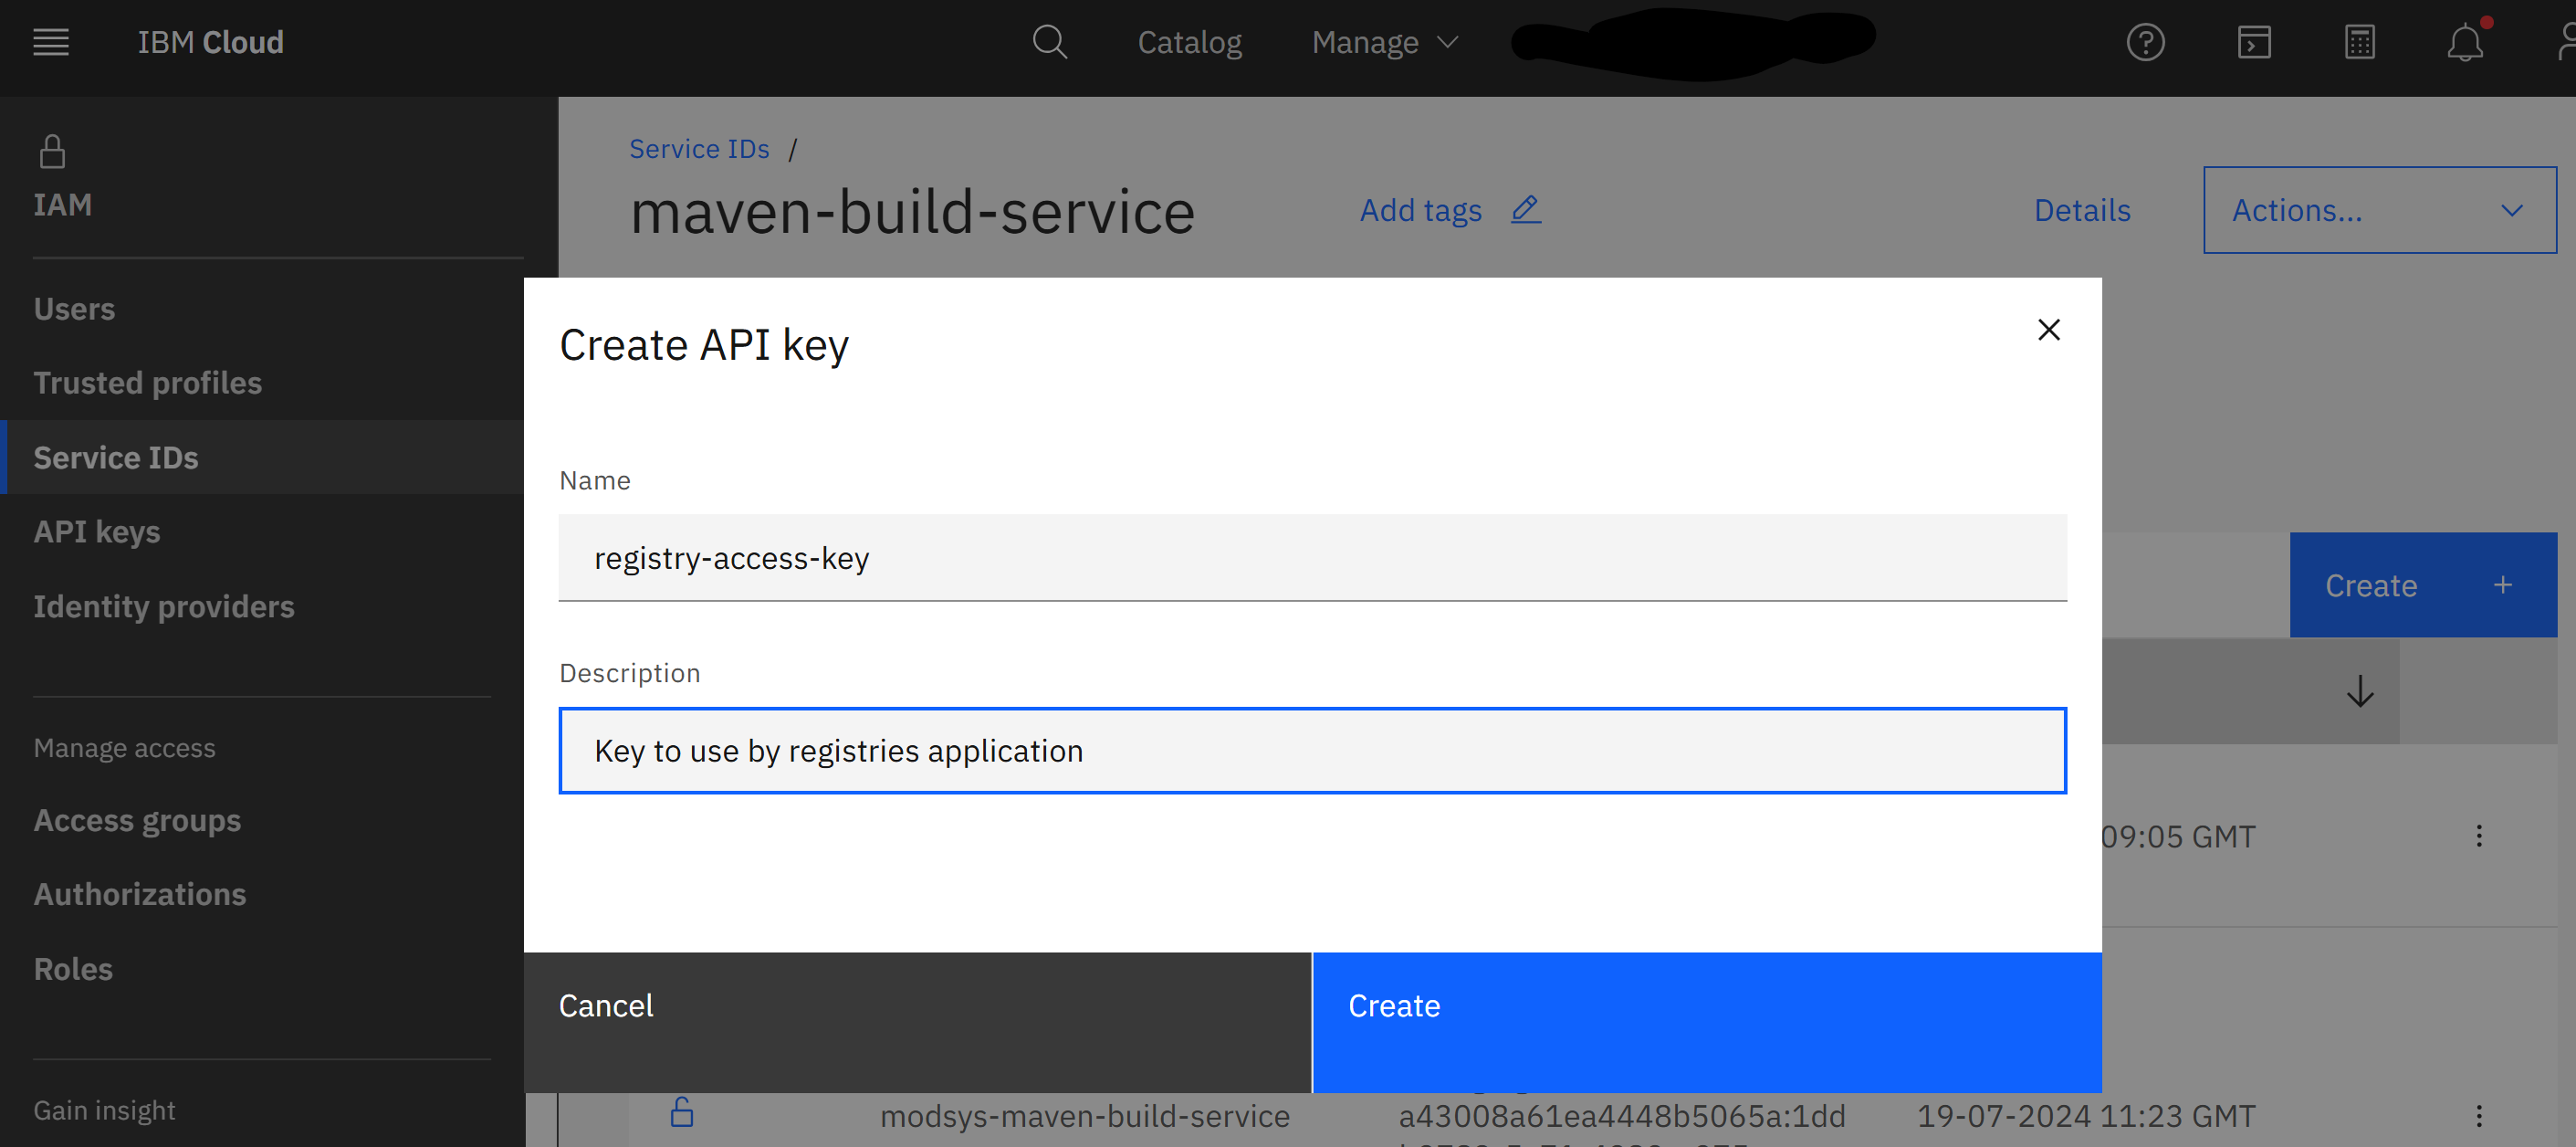 IBM Cloud
Catalog
Manage
IAM
Users
Trusted profiles
Service IDs
API keys
Identity providers
Manage access
Access groups
Authorizations
Roles
Gain insight
Service IDs /
maven-build-service
Add tags
Details
Actions...
Create +
Create API key
Name
registry-access-key
Description
Key to use by registries application
Cancel
Create
09:05 GMT
modsys-maven-build-service
a43008a61ea4448b5065a:1dd
19-07-2024 11:23 GMT